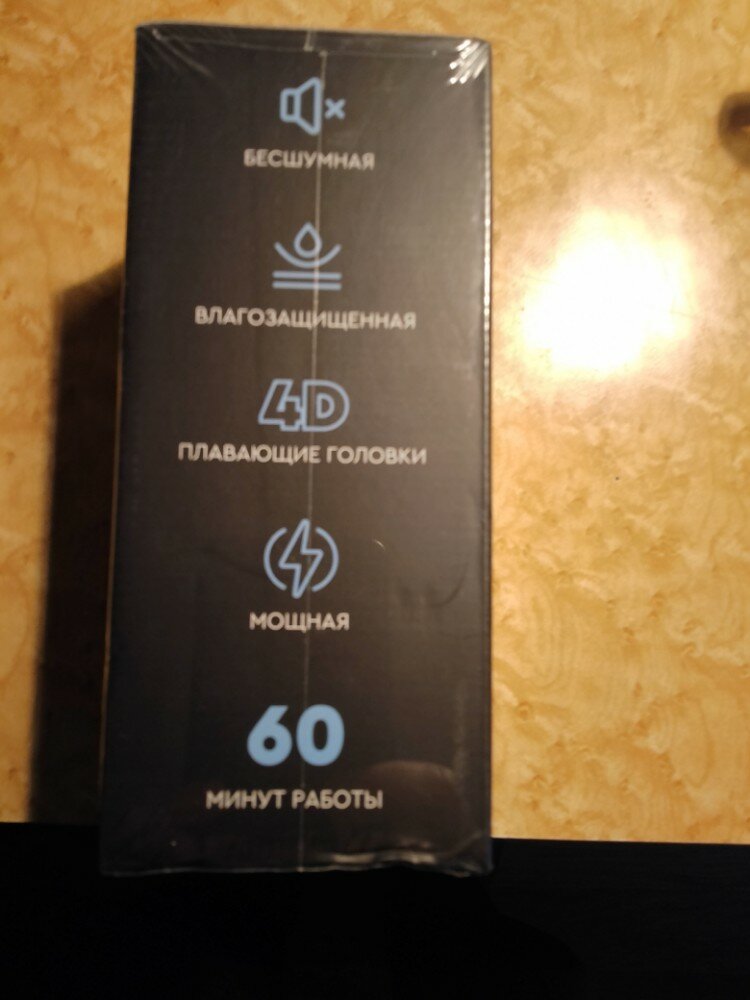 БЕСШУМНАЯ
ВЛАГОЗАЩИЩЕННАЯ
4D
ПЛАВАЮЩИЕ ГОЛОВКИ
МОЩНАЯ
60
МИНУТ РАБОТЫ